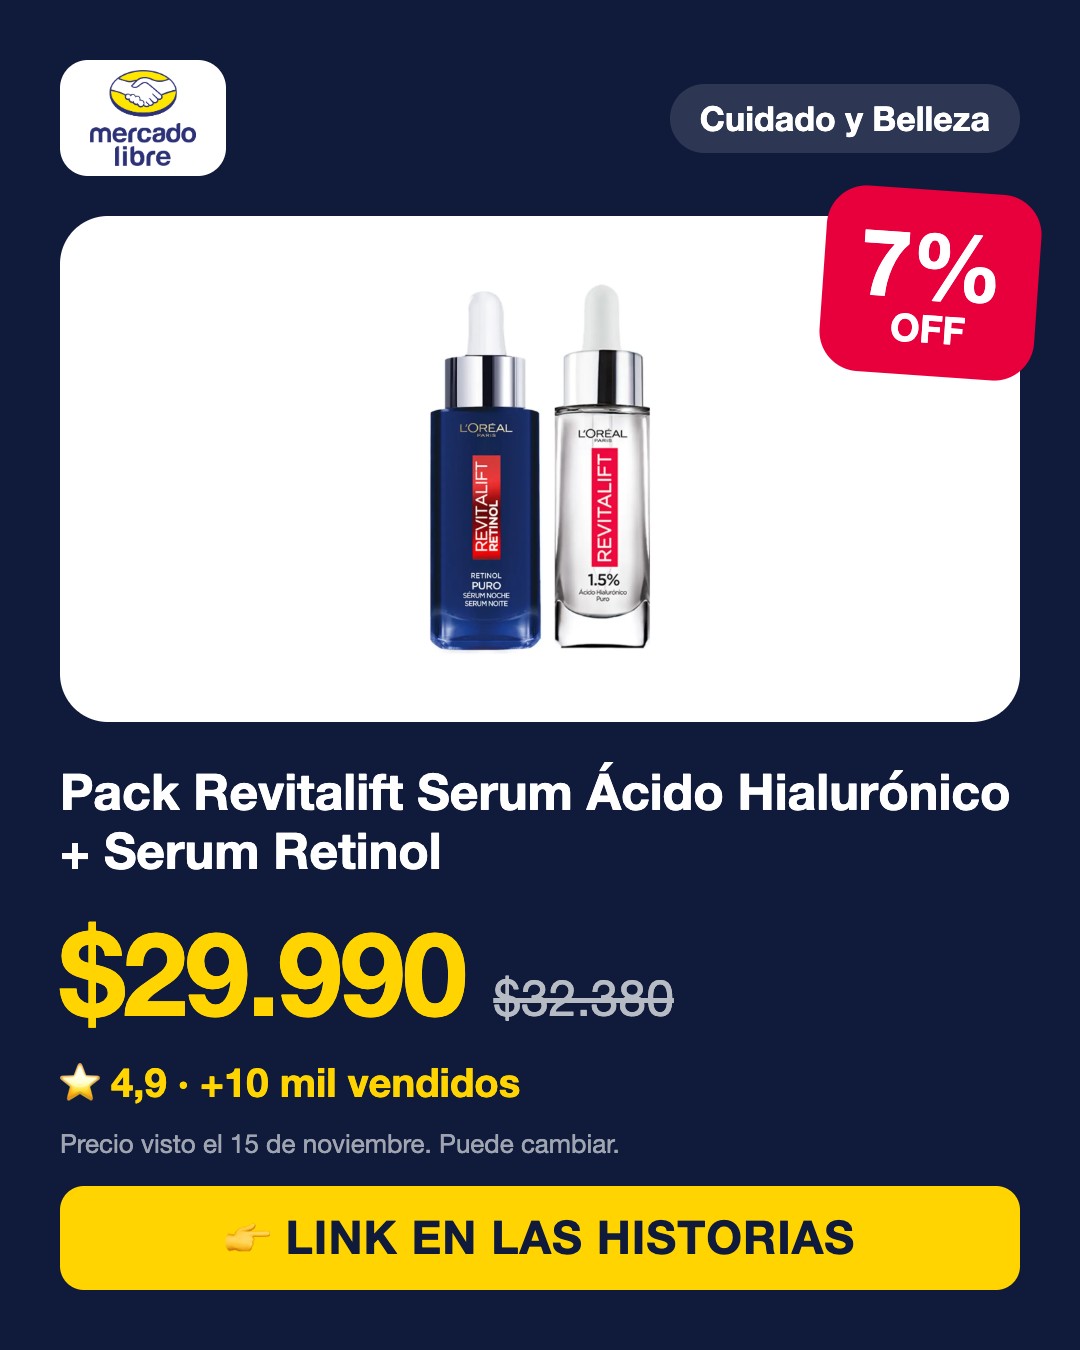 mercado
libre
Cuidado y Belleza
7%
OFF
L'ORÉAL
PARIS
REVITALIFT
RETINOL
RETINOL
PURO
SÉRUM NOCHE
SERUM NOITE
L'ORÉAL
PARIS
REVITALIFT
1.5%
Ácido Hialurónico
Puro
Pack Revitalift Serum Ácido Hialurónico
+ Serum Retinol
$29.990 $32.380
⭐ 4,9 · +10 mil vendidos
Precio visto el 15 de noviembre. Puede cambiar.
👉 LINK EN LAS HISTORIAS